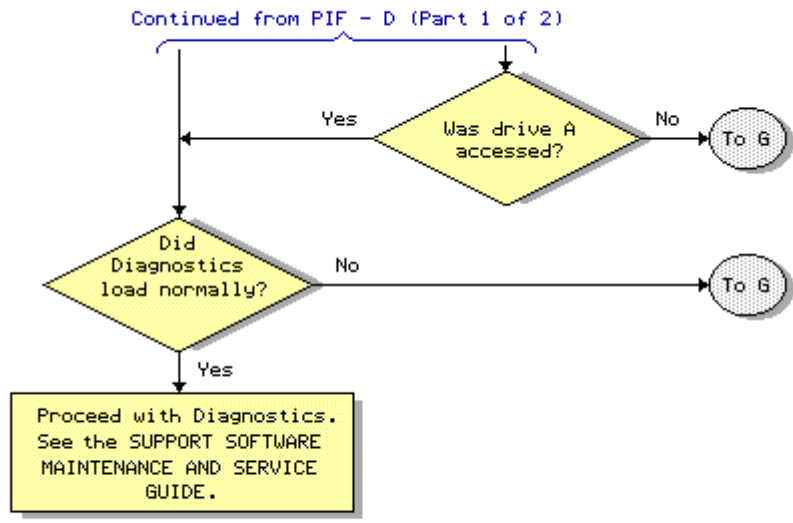 Continued from PIF - D (Part 1 of 2)
Yes
Was drive A
accessed?
No
To G
Did
Diagnostics
load normally?
No
To G
Yes
Proceed with Diagnostics.
See the SUPPORT SOFTWARE
MAINTENANCE AND SERVICE
GUIDE.